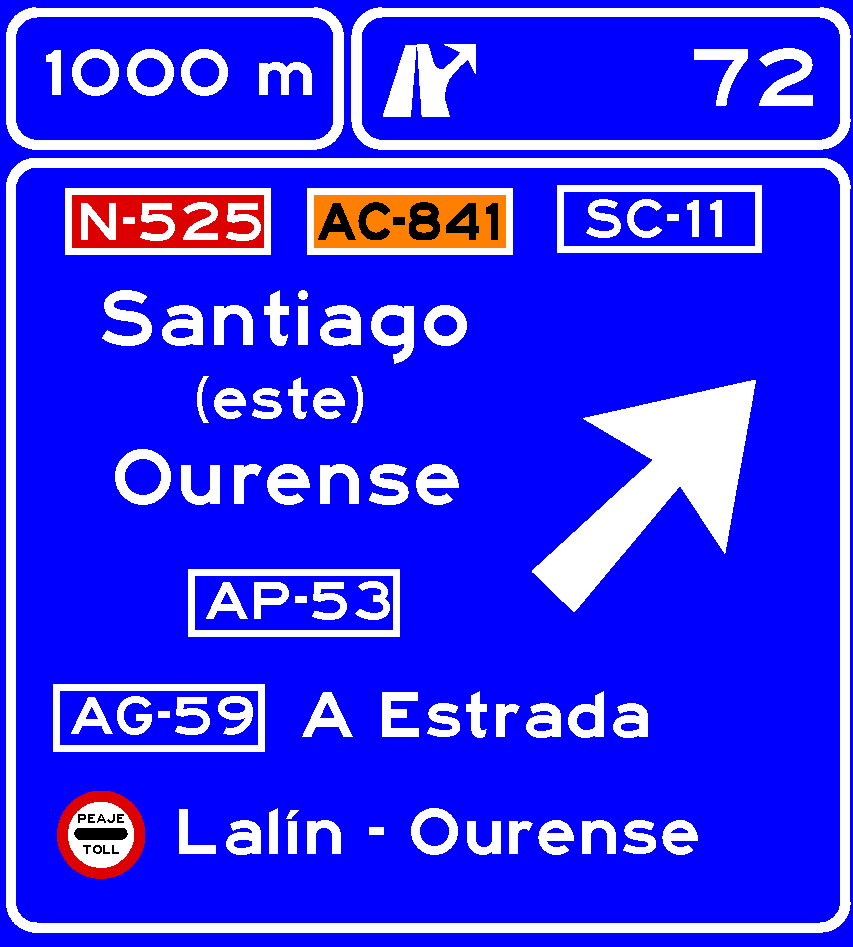 1000 m 72
N-525 AC-841 SC-11
Santiago
(este)
Ourense
AP-53
AG-59 A Estrada
PEAJE
TOLL
Lalín - Ourense